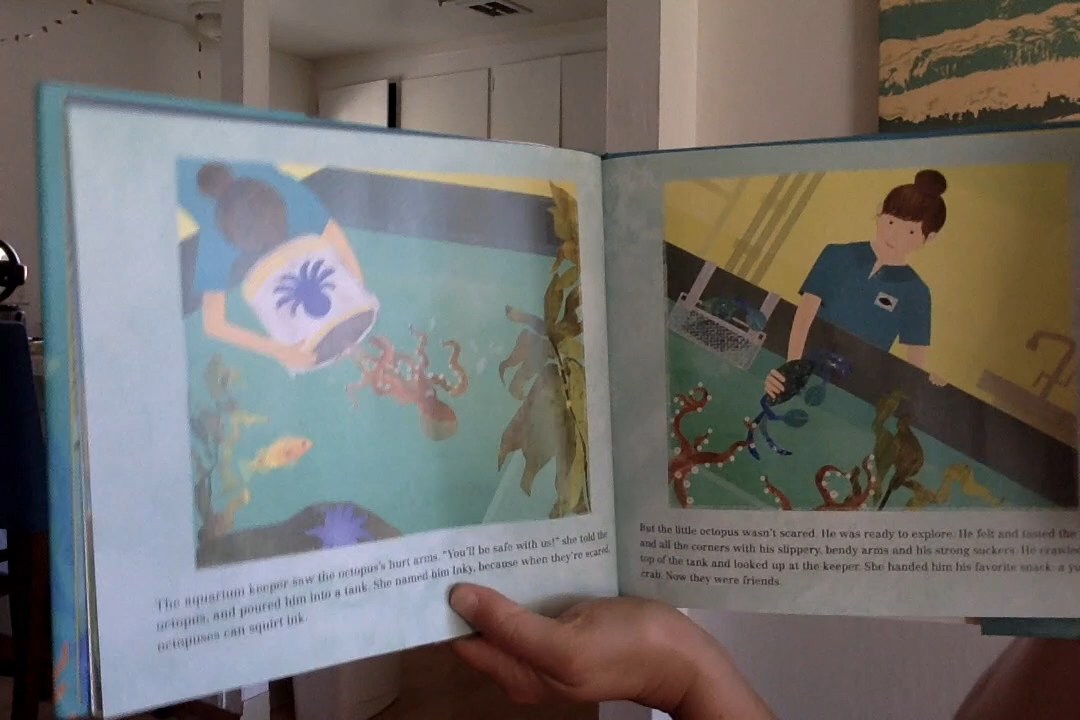 The aquarium keeper saw the octopus's hurt arms. "You'll be safe with us!" she told the
octopus, and poured him into a tank. She named him Inky, because when they're scared,
octopuses can squirt ink.
But the little octopus wasn't scared. He was ready to explore. He felt and tasted the
and all the corners with his slippery, bendy arms and his strong suckers. He crawled
top of the tank and looked up at the keeper. She handed him his favorite snack: a
crab. Now they were friends.